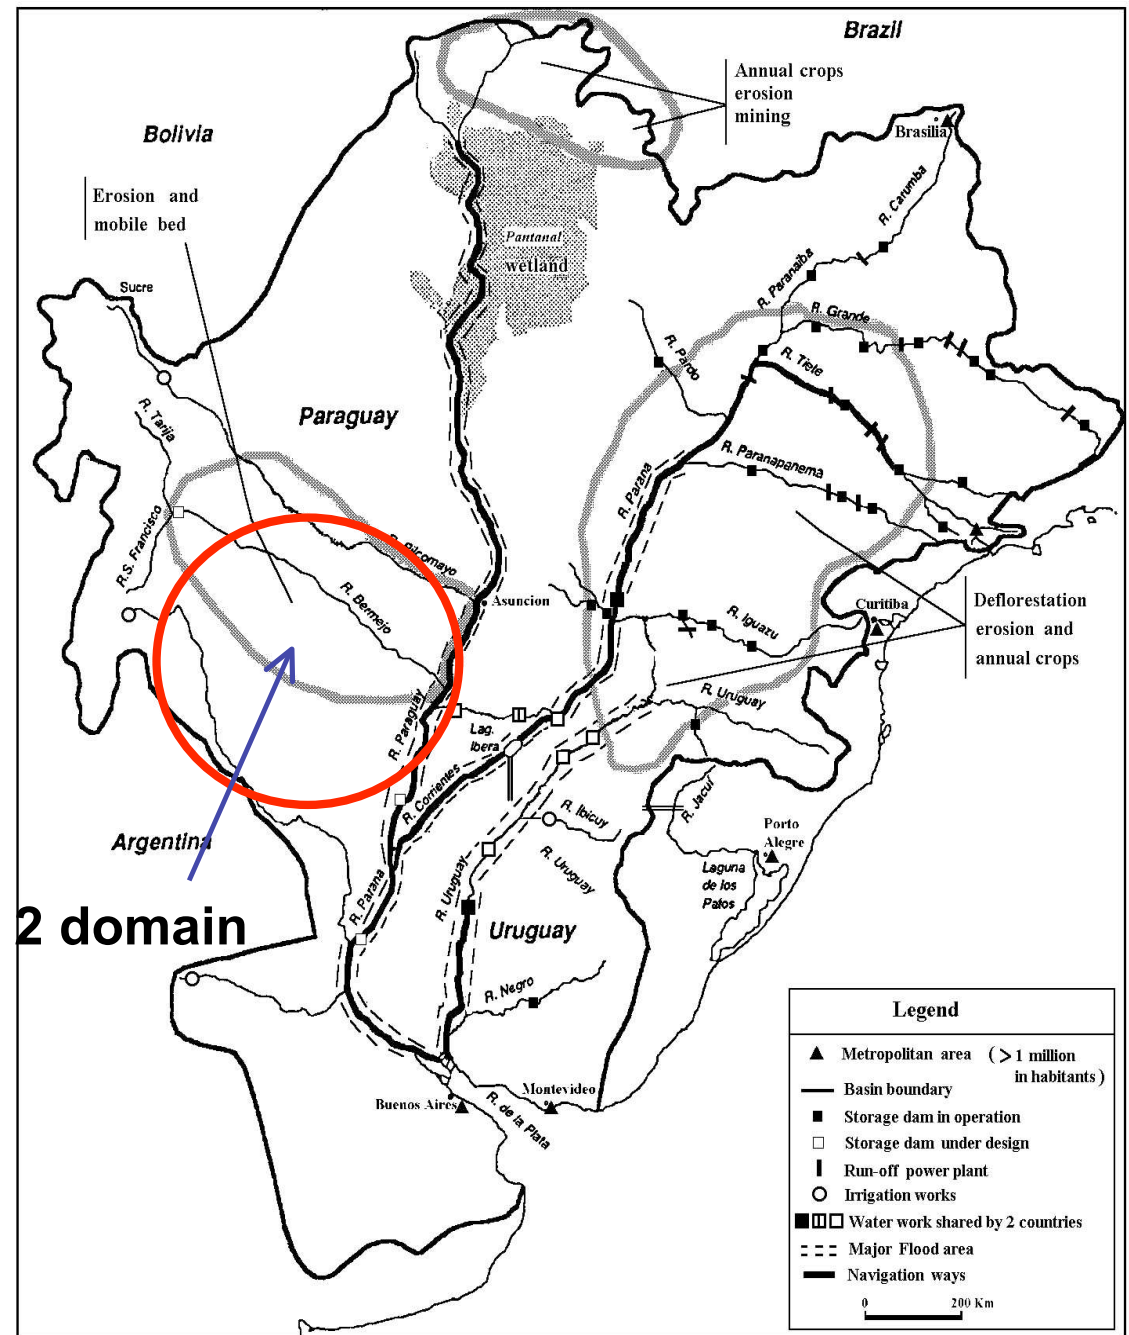 Brazil
Annual crops
erosion
mining
Bolivia
Brasilia
Erosion and
mobile bed
R. Carumba
Pantanal
wetland
R. Paranaiba
Sucre
R. Grande
R. Pardo
R. Tiete
R. Tarija
Paraguay
R. Paranapanema
R. Parana
R.S. Francisco
R. Pilcomayo
R. Bermejo
Asuncion
R. Iguazu
Curitiba
Deflorestation
erosion and
annual crops
R. Uruguay
R. Paraguay
Lag.
Ibera
R. Corrientes
R. Ibicuy
R. Jacuí
Argentina
Porto
Alegre
R. Uruguay
R. Uruguay
Laguna
de los
Patos
R. Parana
2 domain
Uruguay
R. Negro
Montevideo
Buenos Aires
R. de la Plata
Legend
Metropolitan area ( > 1 million
in habitants )
Basin boundary
Storage dam in operation
Storage dam under design
Run-off power plant
Irrigation works
Water work shared by 2 countries
Major Flood area
Navigation ways
0 200 Km